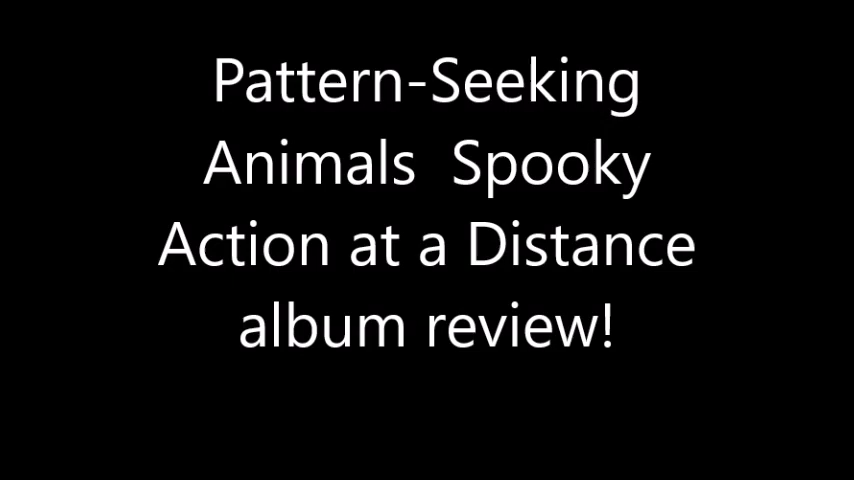 Pattern-Seeking
Animals  Spooky
Action at a Distance
album review!